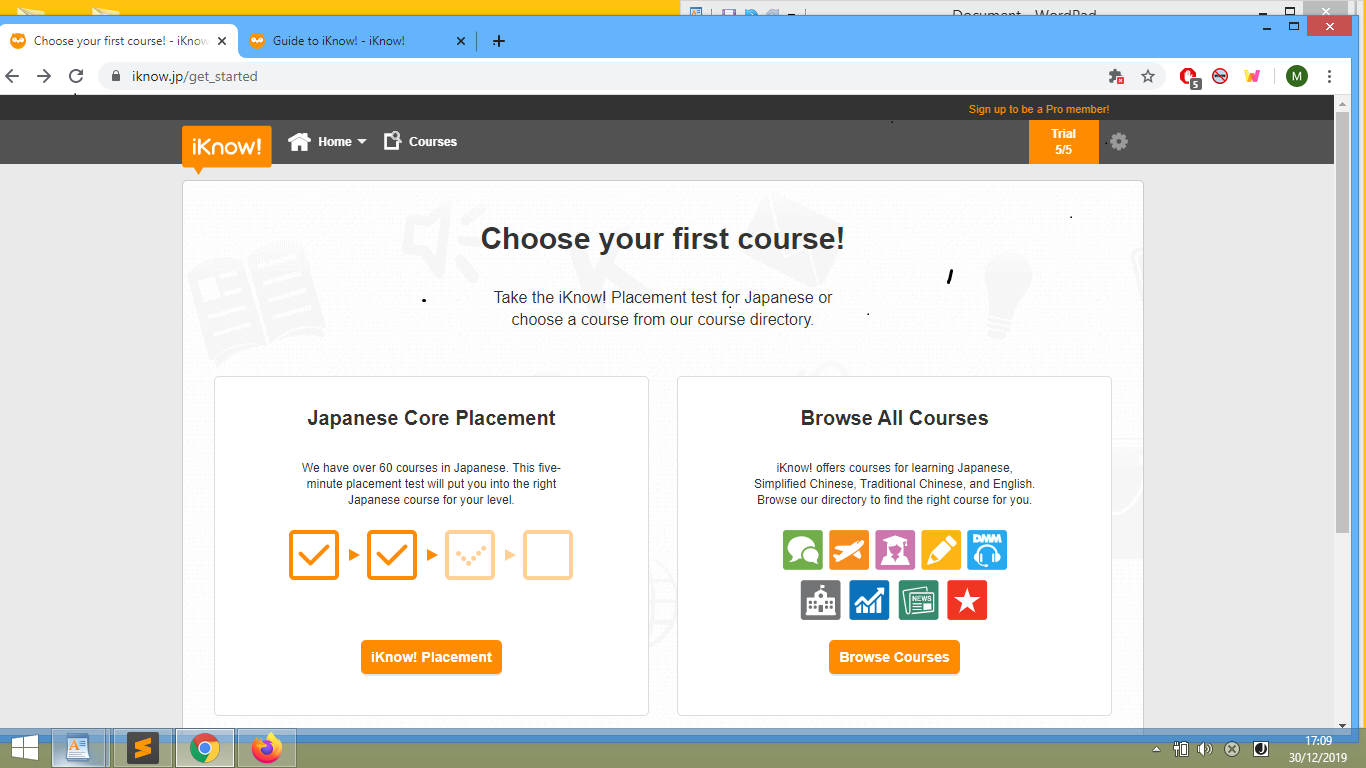 Document - WordPad
Choose your first course! - iKnow
Guide to iKnow! - iKnow!
iknow.jp/get_started
5
M
Sign up to be a Pro member!
iKnow!
Home
Courses
Trial
5/5
Choose your first course!
Take the iKnow! Placement test for Japanese or
choose a course from our course directory.
Japanese Core Placement
We have over 60 courses in Japanese. This five-
minute placement test will put you into the right
Japanese course for your level.
iKnow! Placement
Browse All Courses
iKnow! offers courses for learning Japanese,
Simplified Chinese, Traditional Chinese, and English.
Browse our directory to find the right course for you.
DMM
NEWS
Browse Courses
17:09
30/12/2019